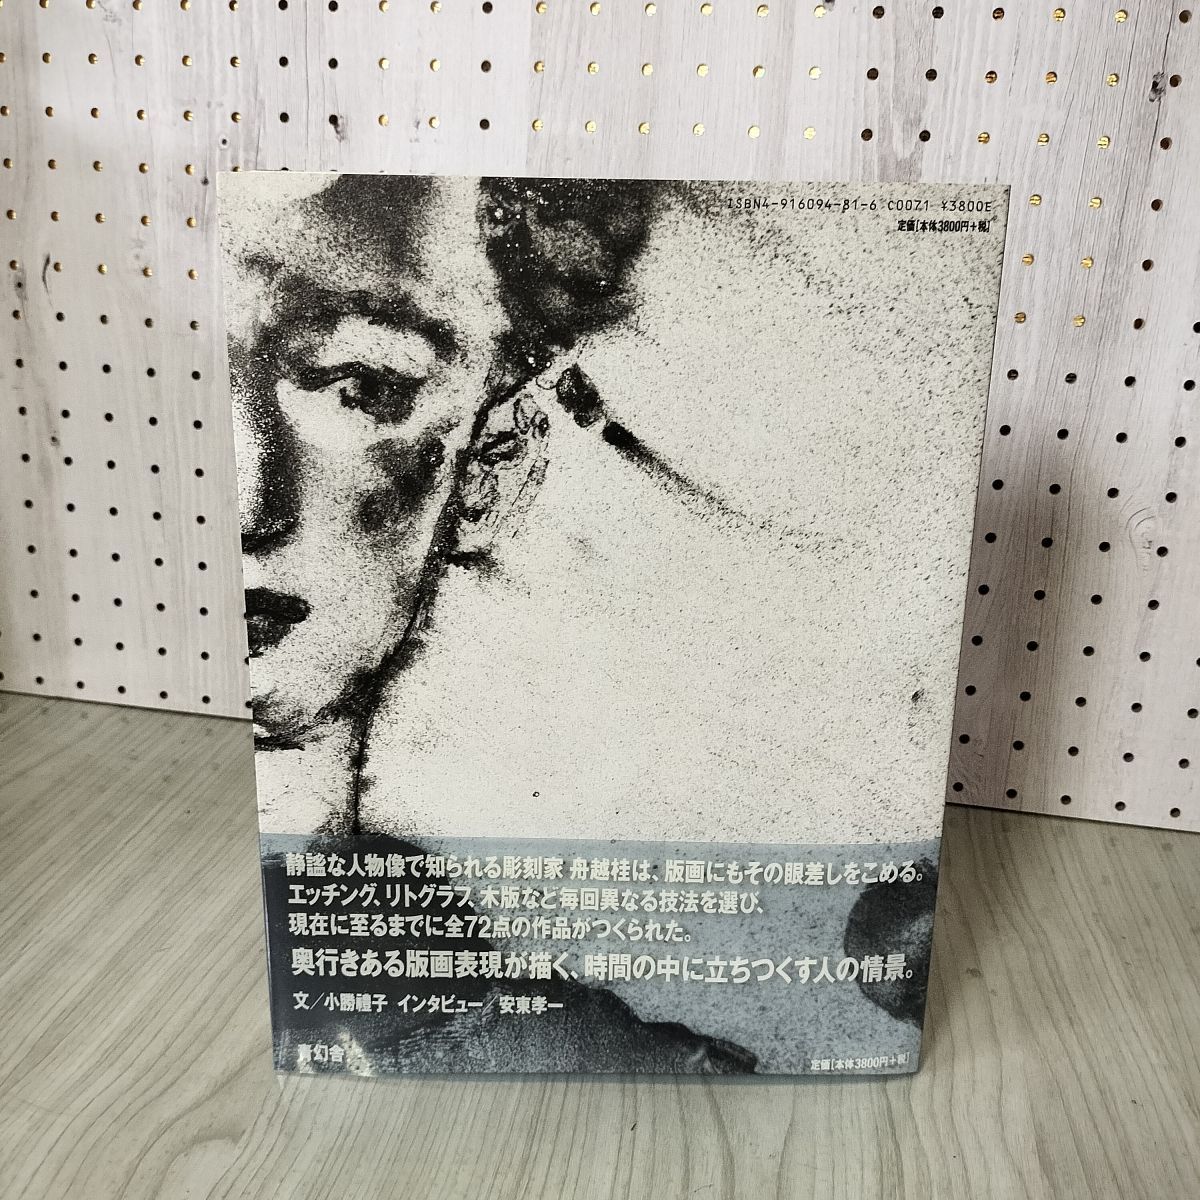 ISBN4-916094-81-6 C0071 ¥3800E
定価[本体3800円+税]
静謐な人物像で知られる彫刻家 舟越桂は、版画にもその眼差しをこめる。
エッチング、リトグラフ、木版など毎回異なる技法を選び、
現在に至るまでに全72点の作品がつくられた。
奥行きある版画表現が描く、時間の中に立ちつくす人の情景。
文/小勝禮子 インタビュー/安東孝一
青幻舎
定価[本体3800円+税]